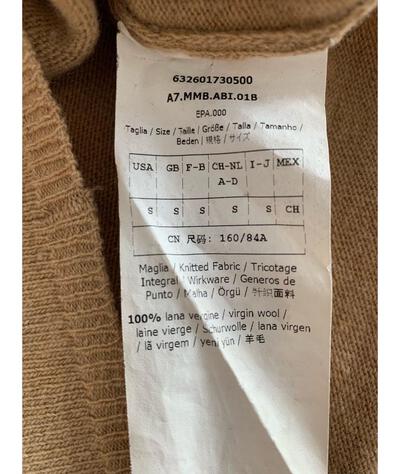 632601730500
A7.MMB.ABI.01B
EPA.000
Taglia / Size / Taille / Größe / Talla / Tamanho /
Beden / 規格 / サイズ
USA GB F-B CH-NL I-J MEX
A-D
S S S S S CH
CN 尺码: 160/84A
Maglia / Knitted Fabric / Tricotage
Integral / Wirkware / Generos de
Punto / Malha / Örgü / 针织面料
100% lana vergine / virgin wool /
laine vierge / Schurwolle / lana virgen
/ lã virgem / yeni yün / 羊毛